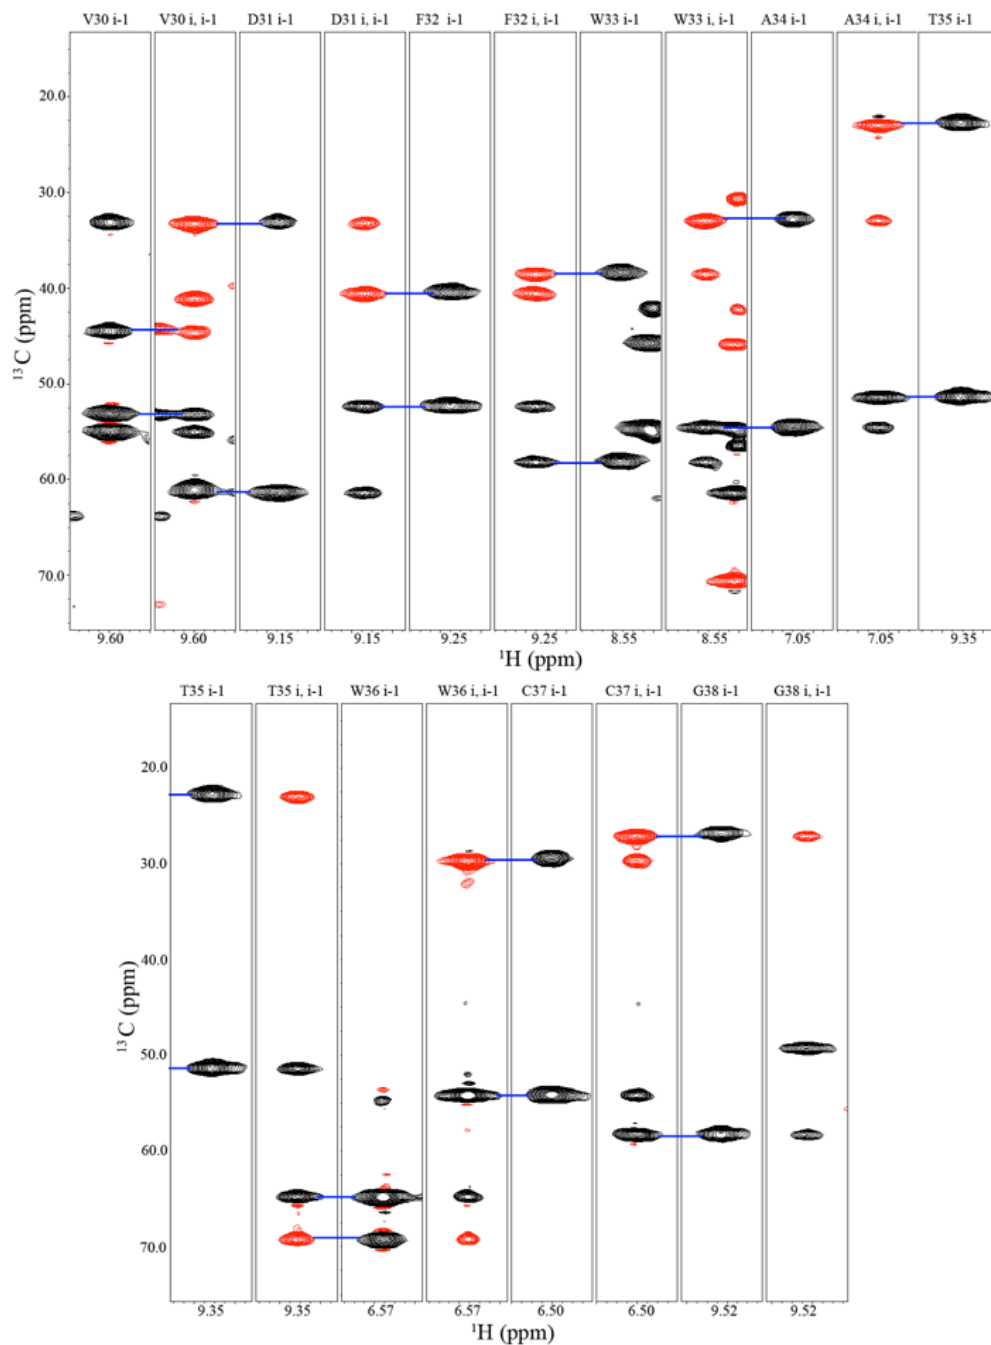 V30 i-1 V30 i, i-1 D31 i-1 D31 i, i-1 F32 i-1 F32 i, i-1 W33 i-1 W33 i, i-1 A34 i-1 A34 i, i-1 T35 i-1
20.0
30.0
40.0
50.0
60.0
70.0
¹³C (ppm)
9.60 9.60 9.15 9.15 9.25 9.25 8.55 8.55 7.05 7.05 9.35
¹H (ppm)
T35 i-1 T35 i, i-1 W36 i-1 W36 i, i-1 C37 i-1 C37 i, i-1 G38 i-1 G38 i, i-1
20.0
30.0
40.0
50.0
60.0
70.0
¹³C (ppm)
9.35 9.35 6.57 6.57 6.50 6.50 9.52 9.52
¹H (ppm)